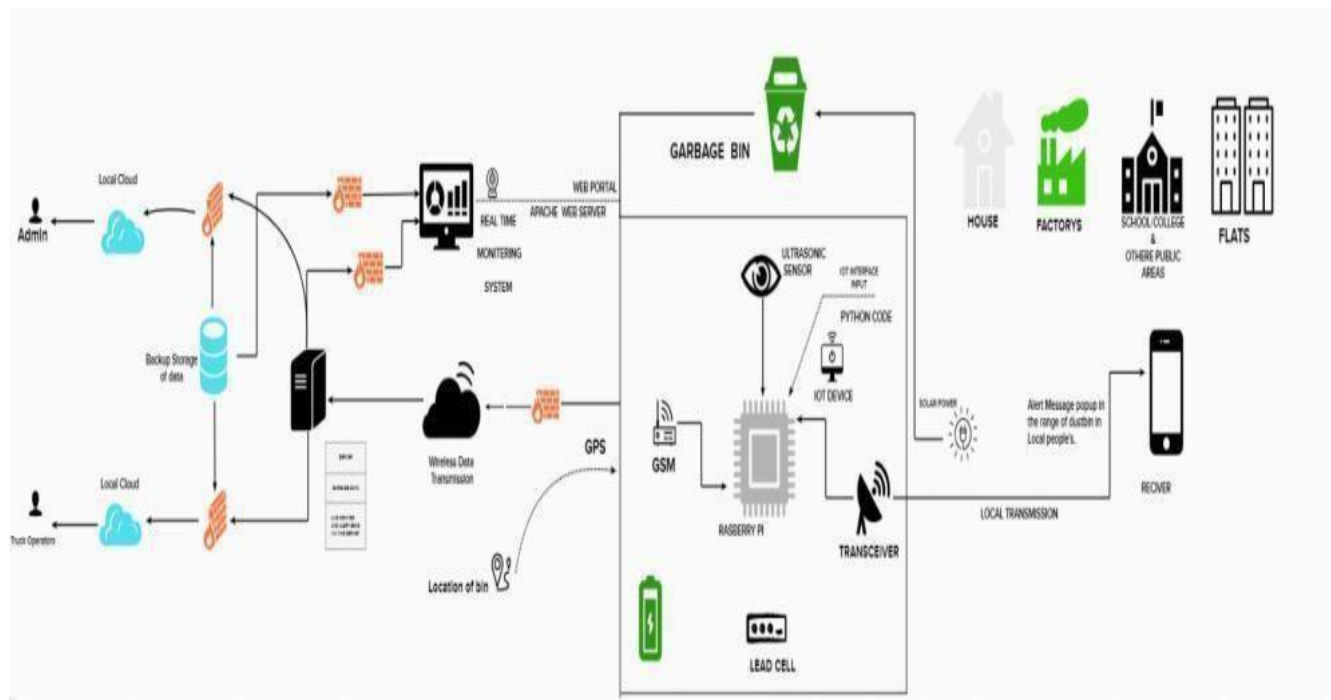 GARBAGE BIN
HOUSE
FACTORYS
SCHOOL/COLLEGE
&
OTHERE PUBLIC
AREAS
FLATS
Local Cloud
Admin
REAL TIME
MONITERING
SYSTEM
WEB PORTAL
APACHE WEB SERVER
ULTRASONIC
SENSOR
IOT INTERFACE
INPUT
PYTHON CODE
IOT DEVICE
Backup Storage
of data
Wireless Data
Transmission
GPS
GSM
RASBERRY PI
TRANSCEIVER
SOLAR POWER
Alert Message popup in
the range of dustbin in
Local people's.
RECIVER
LOCAL TRANSMISSION
Local Cloud
Truck Operators
Location of bin
LEAD CELL